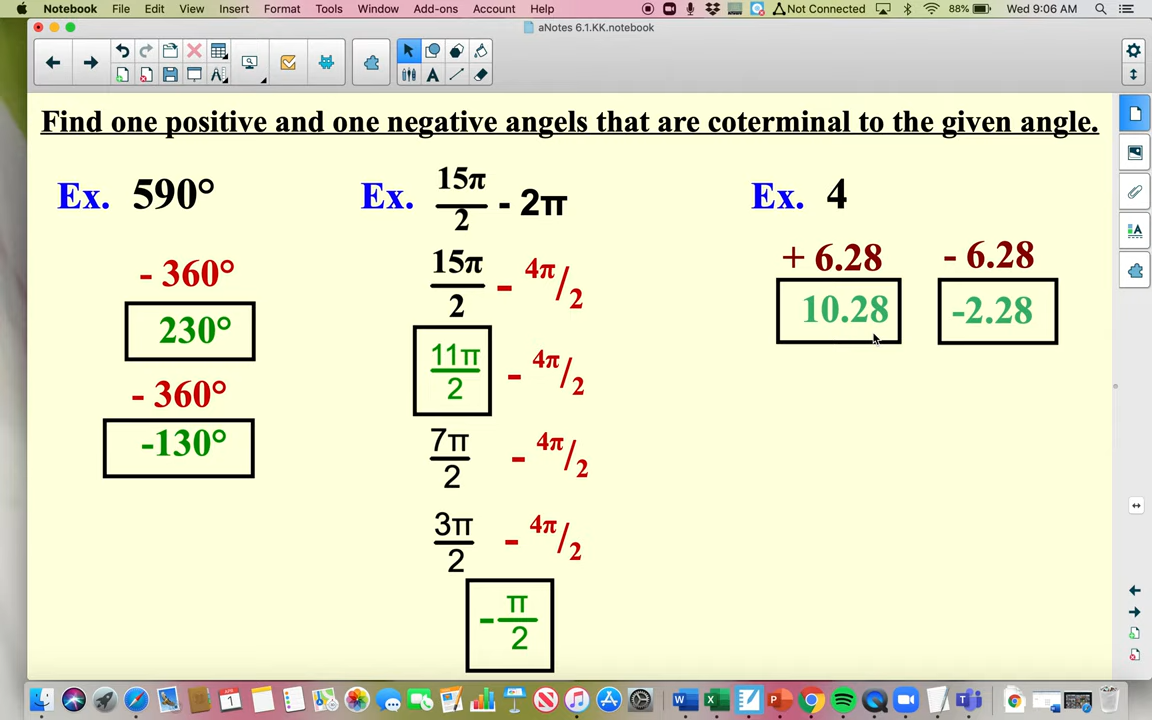 Notebook File Edit View Insert Format Tools Window Add-ons Account Help Not Connected 88% Wed 9:06 AM
aNotes 6.1.KK.notebook
Find one positive and one negative angels that are coterminal to the given angle.
Ex. 590°
- 360°
230°
- 360°
-130°
Ex. 15π/2 - 2π
15π/2 - 4π/2
11π/2 - 4π/2
7π/2 - 4π/2
3π/2 - 4π/2
-π/2
Ex. 4
+ 6.28 - 6.28
10.28 -2.28